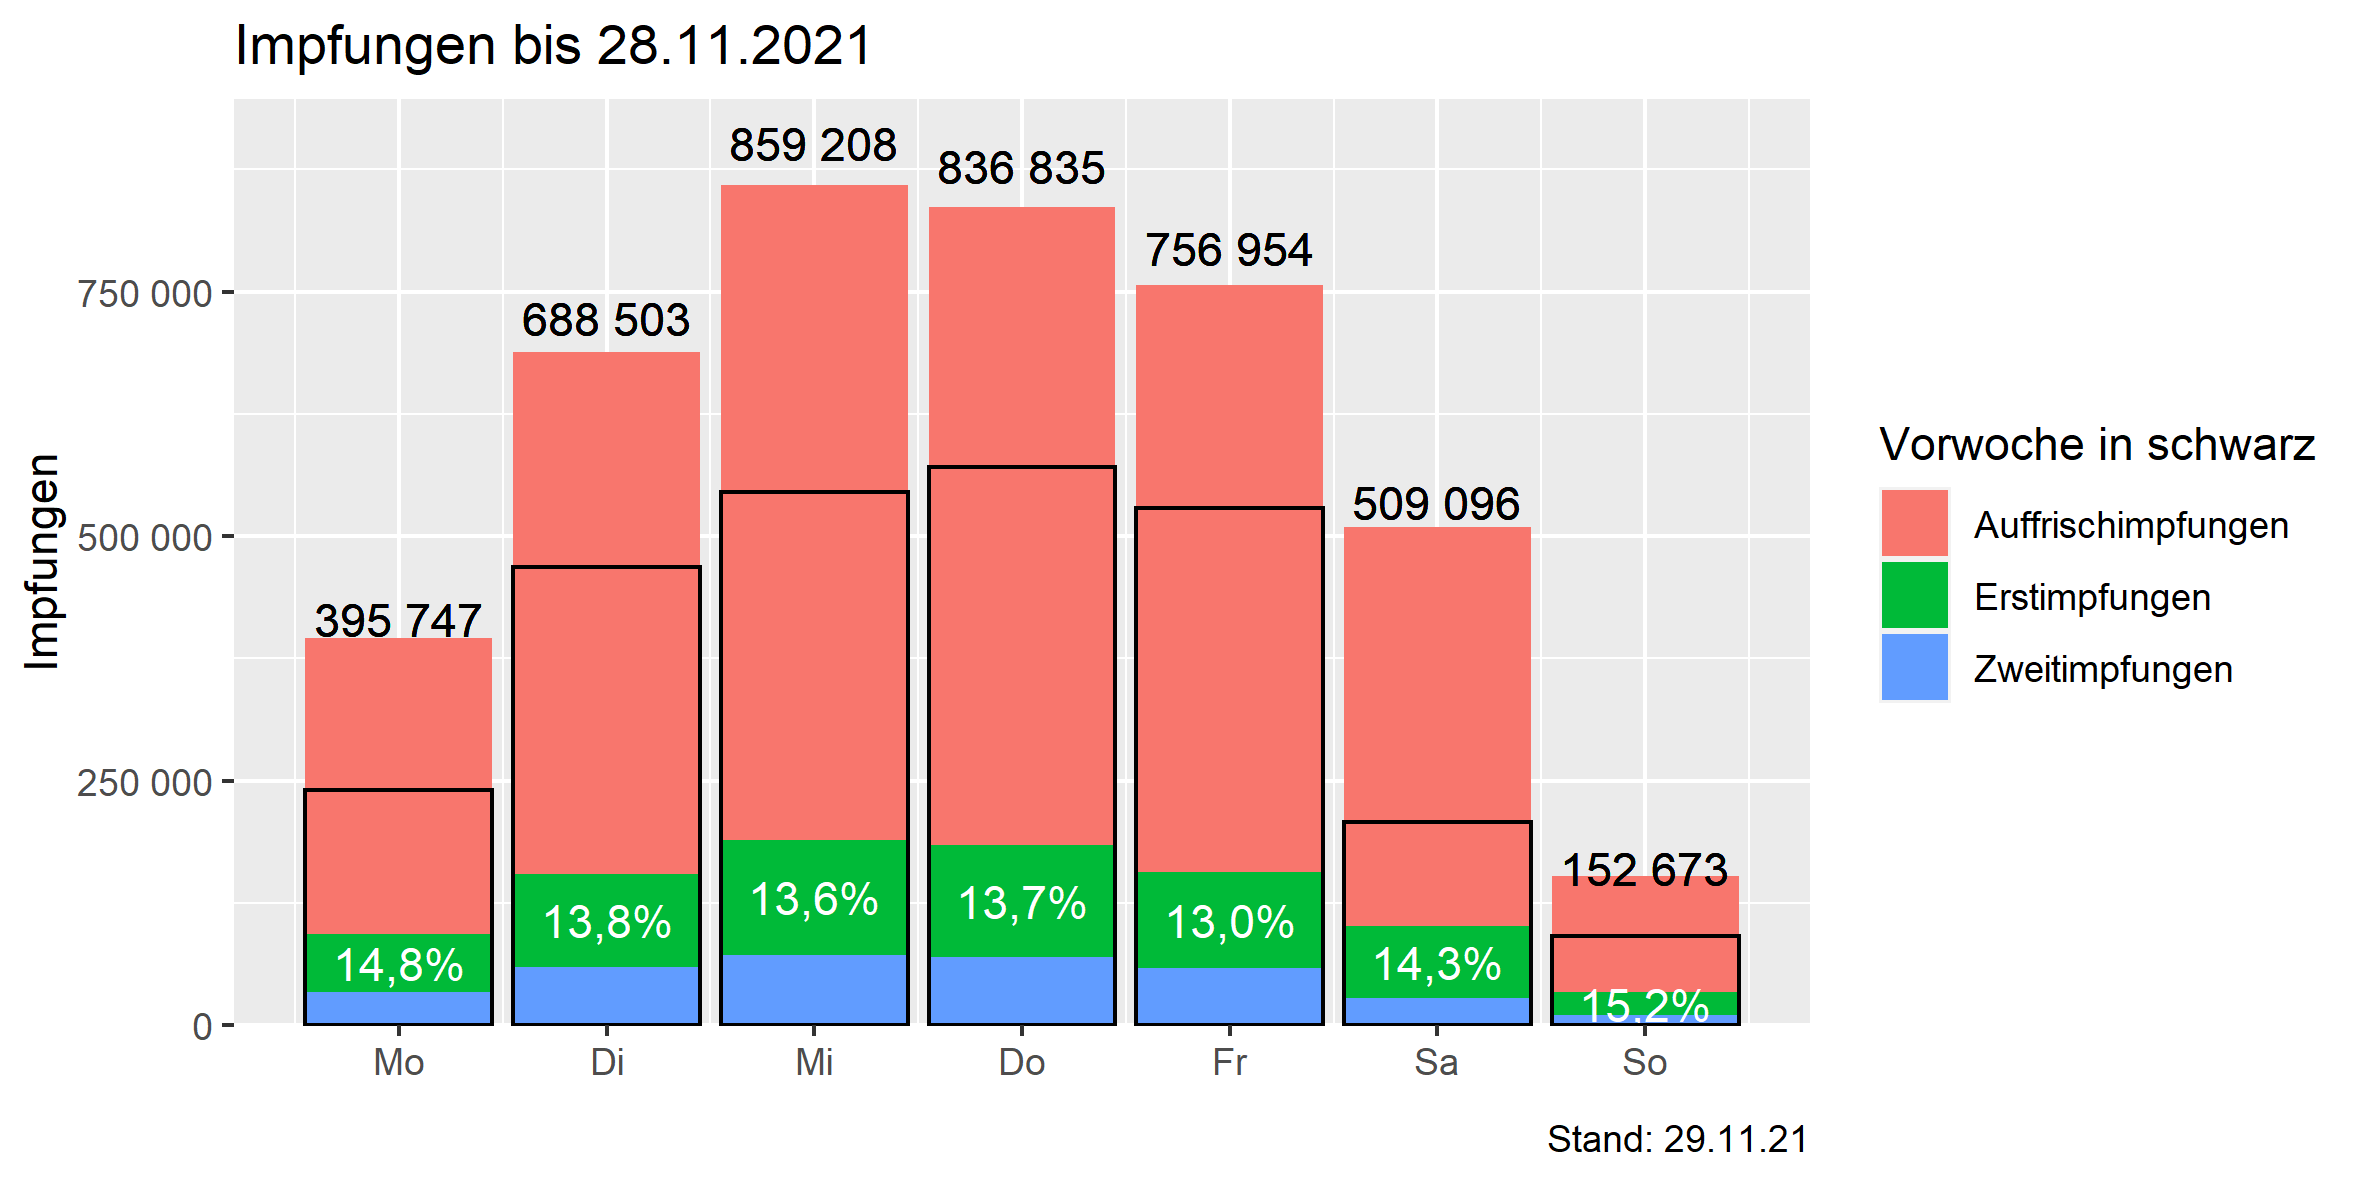 Impfungen bis 28.11.2021
Impfungen
750 000
500 000
250 000
0
395 747
688 503
859 208
836 835
756 954
509 096
152 673
14,8%
13,8%
13,6%
13,7%
13,0%
14,3%
15,2%
Mo
Di
Mi
Do
Fr
Sa
So
Vorwoche in schwarz
Auffrischimpfungen
Erstimpfungen
Zweitimpfungen
Stand: 29.11.21